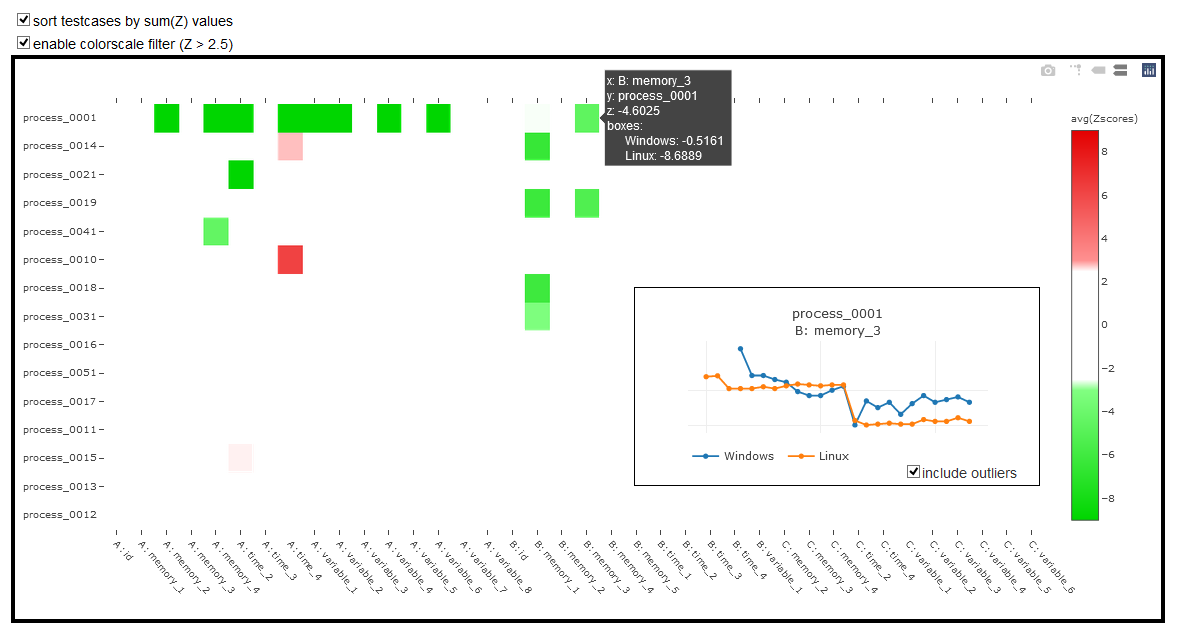 sort testcases by sum(Z) values
enable colorscale filter (Z > 2.5)
x: B: memory_3
y: process_0001
z: -4.6025
boxes:
Windows: -0.5161
Linux: -8.6889
process_0001
process_0014
process_0021
process_0019
process_0041
process_0010
process_0018
process_0031
process_0016
process_0051
process_0017
process_0011
process_0015
process_0013
process_0012
process_0001
B: memory_3
Windows
Linux
include outliers
avg(Zscores)
8
6
4
2
0
−2
−4
−6
−8
A: id
A: memory_1
A: memory_2
A: memory_3
A: memory_4
A: time_2
A: time_3
A: time_4
A: variable_1
A: variable_2
A: variable_3
A: variable_4
A: variable_5
A: variable_6
A: variable_7
A: variable_8
B: id
B: memory_1
B: memory_2
B: memory_3
B: memory_4
B: memory_5
B: time_1
B: time_2
B: time_3
B: time_4
B: variable_1
C: memory_2
C: memory_3
C: memory_4
C: time_2
C: time_4
C: variable_1
C: variable_2
C: variable_3
C: variable_4
C: variable_5
C: variable_6